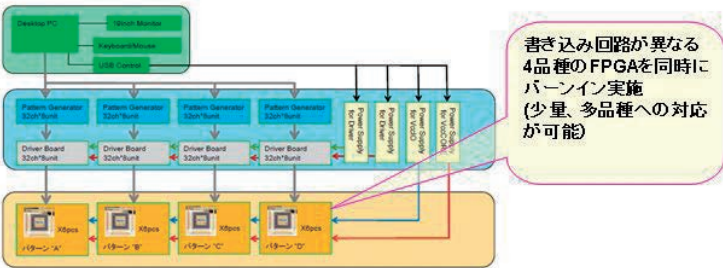 Desktop PC
19inch Monitor
Keyboard/Mouse
USB Control
Pattern Generator
32ch*8unit
Pattern Generator
32ch*8unit
Pattern Generator
32ch*8unit
Pattern Generator
32ch*8unit
Driver Board
32ch*8unit
Driver Board
32ch*8unit
Driver Board
32ch*8unit
Driver Board
32ch*8unit
Power Supply
for Driver
Power Supply
for Driver
Power Supply
for VccIO
Power Supply
for VccCORE
X6pcs
パターン "A"
X6pcs
パターン "B"
X6pcs
パターン "C"
X6pcs
パターン "D"
書き込み回路が異なる
4品種のFPGAを同時に
バーンイン実施
(少量、多品種への対応
が可能)